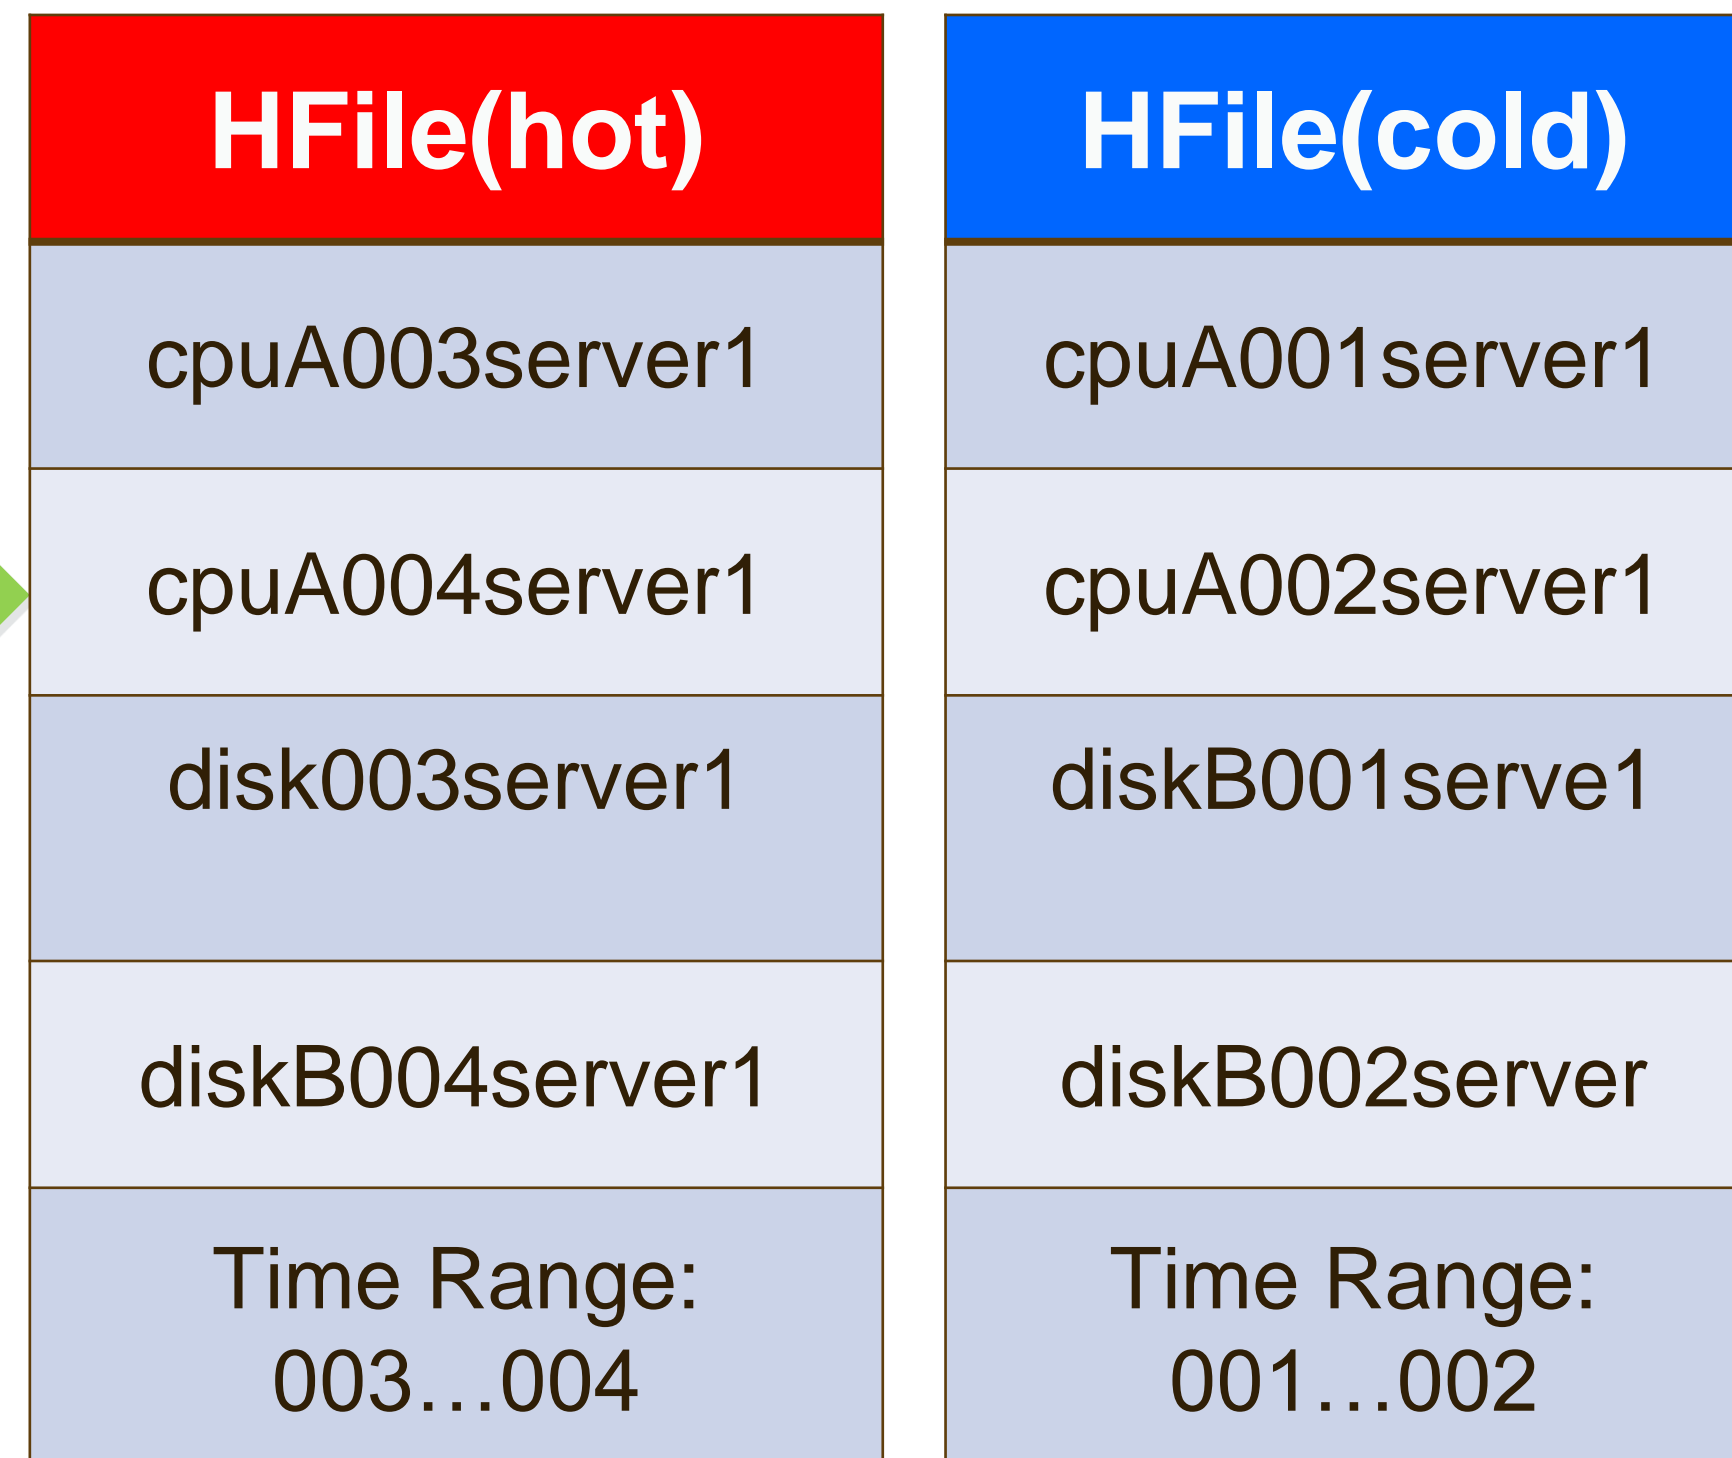 HFile(hot)
cpuA003server1
cpuA004server1
disk003server1
diskB004server1
Time Range:
003…004
HFile(cold)
cpuA001server1
cpuA002server1
diskB001serve1
diskB002server
Time Range:
001…002